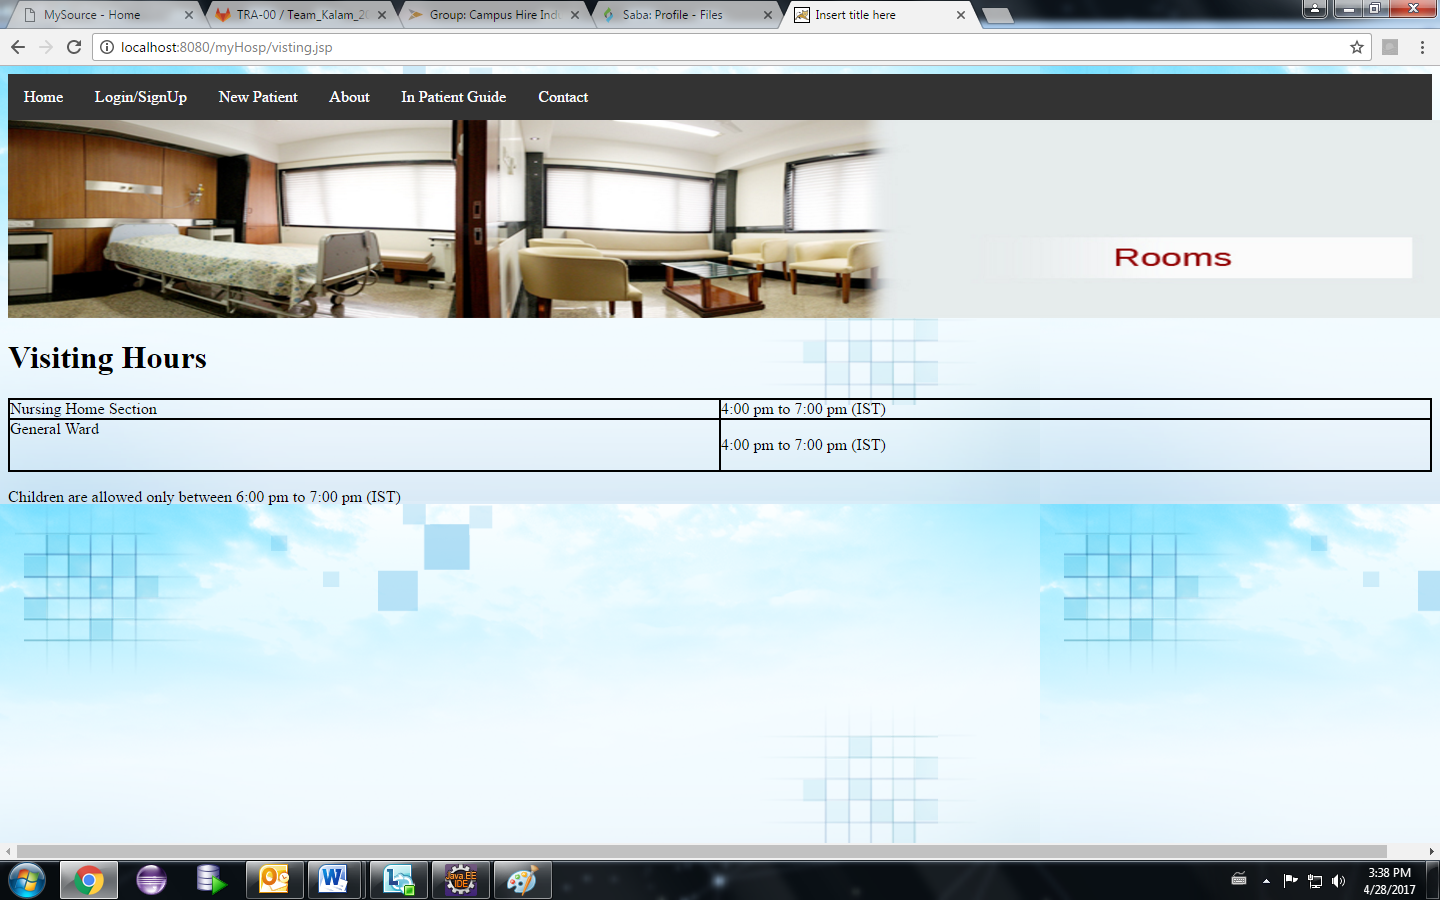 MySource - Home
TRA-00 / Team_Kalam_20
Group: Campus Hire Indu
Saba: Profile - Files
Insert title here
localhost:8080/myHosp/visting.jsp
Home Login/SignUp New Patient About In Patient Guide Contact
Rooms
Visiting Hours
Nursing Home Section 4:00 pm to 7:00 pm (IST)
General Ward 4:00 pm to 7:00 pm (IST)
Children are allowed only between 6:00 pm to 7:00 pm (IST)
Java EE
IDE
3:38 PM
4/28/2017